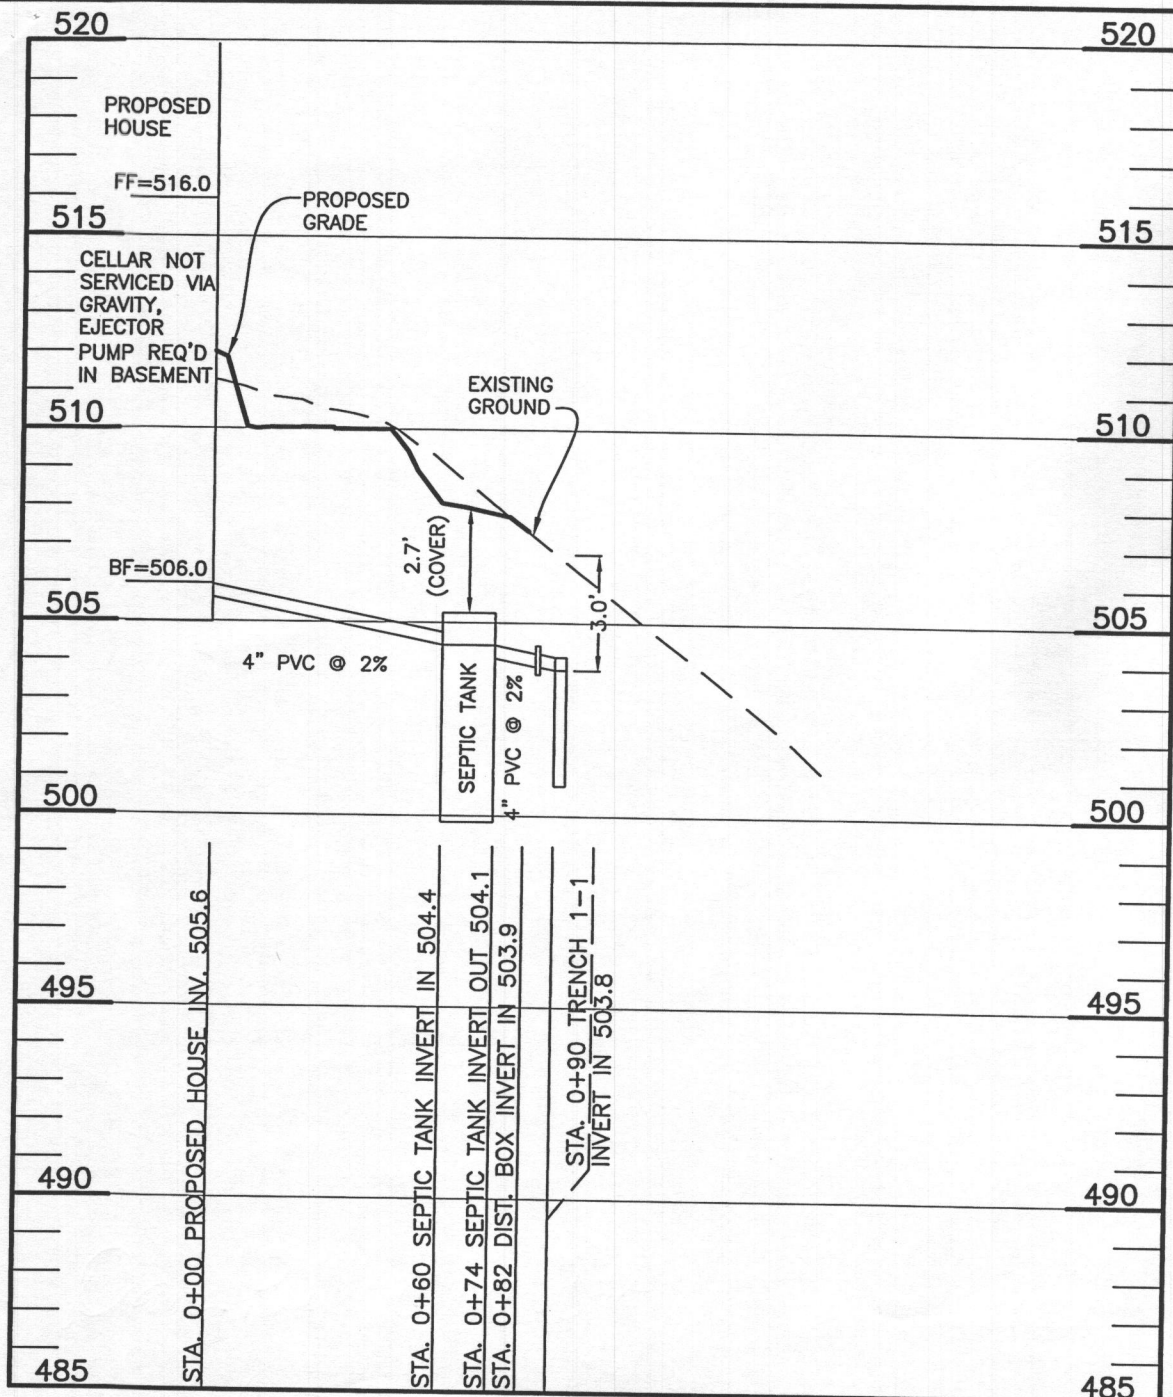 520
520
PROPOSED
HOUSE
FF=516.0
PROPOSED
GRADE
515
515
CELLAR NOT
SERVICED VIA
GRAVITY,
EJECTOR
PUMP REQ'D
IN BASEMENT
EXISTING
GROUND
510
510
2.7'
(COVER)
BF=506.0
505
505
3.0'
4" PVC @ 2%
SEPTIC TANK
4" PVC @ 2%
500
500
STA. 0+00 PROPOSED HOUSE INV. 505.6
STA. 0+60 SEPTIC TANK INVERT IN 504.4
STA. 0+74 SEPTIC TANK INVERT OUT 504.1
STA. 0+82 DIST. BOX INVERT IN 503.9
STA. 0+90 TRENCH 1-1
INVERT IN 503.8
495
495
490
490
485
485